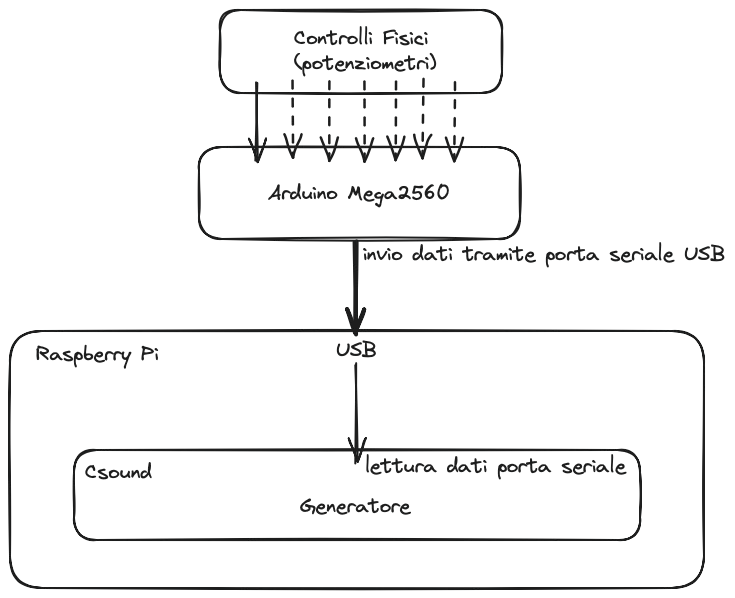 Controlli Fisici
(potenziometri)
Arduino Mega2560
invio dati tramite porta seriale USB
Raspberry Pi
USB
Csound
lettura dati porta seriale
Generatore